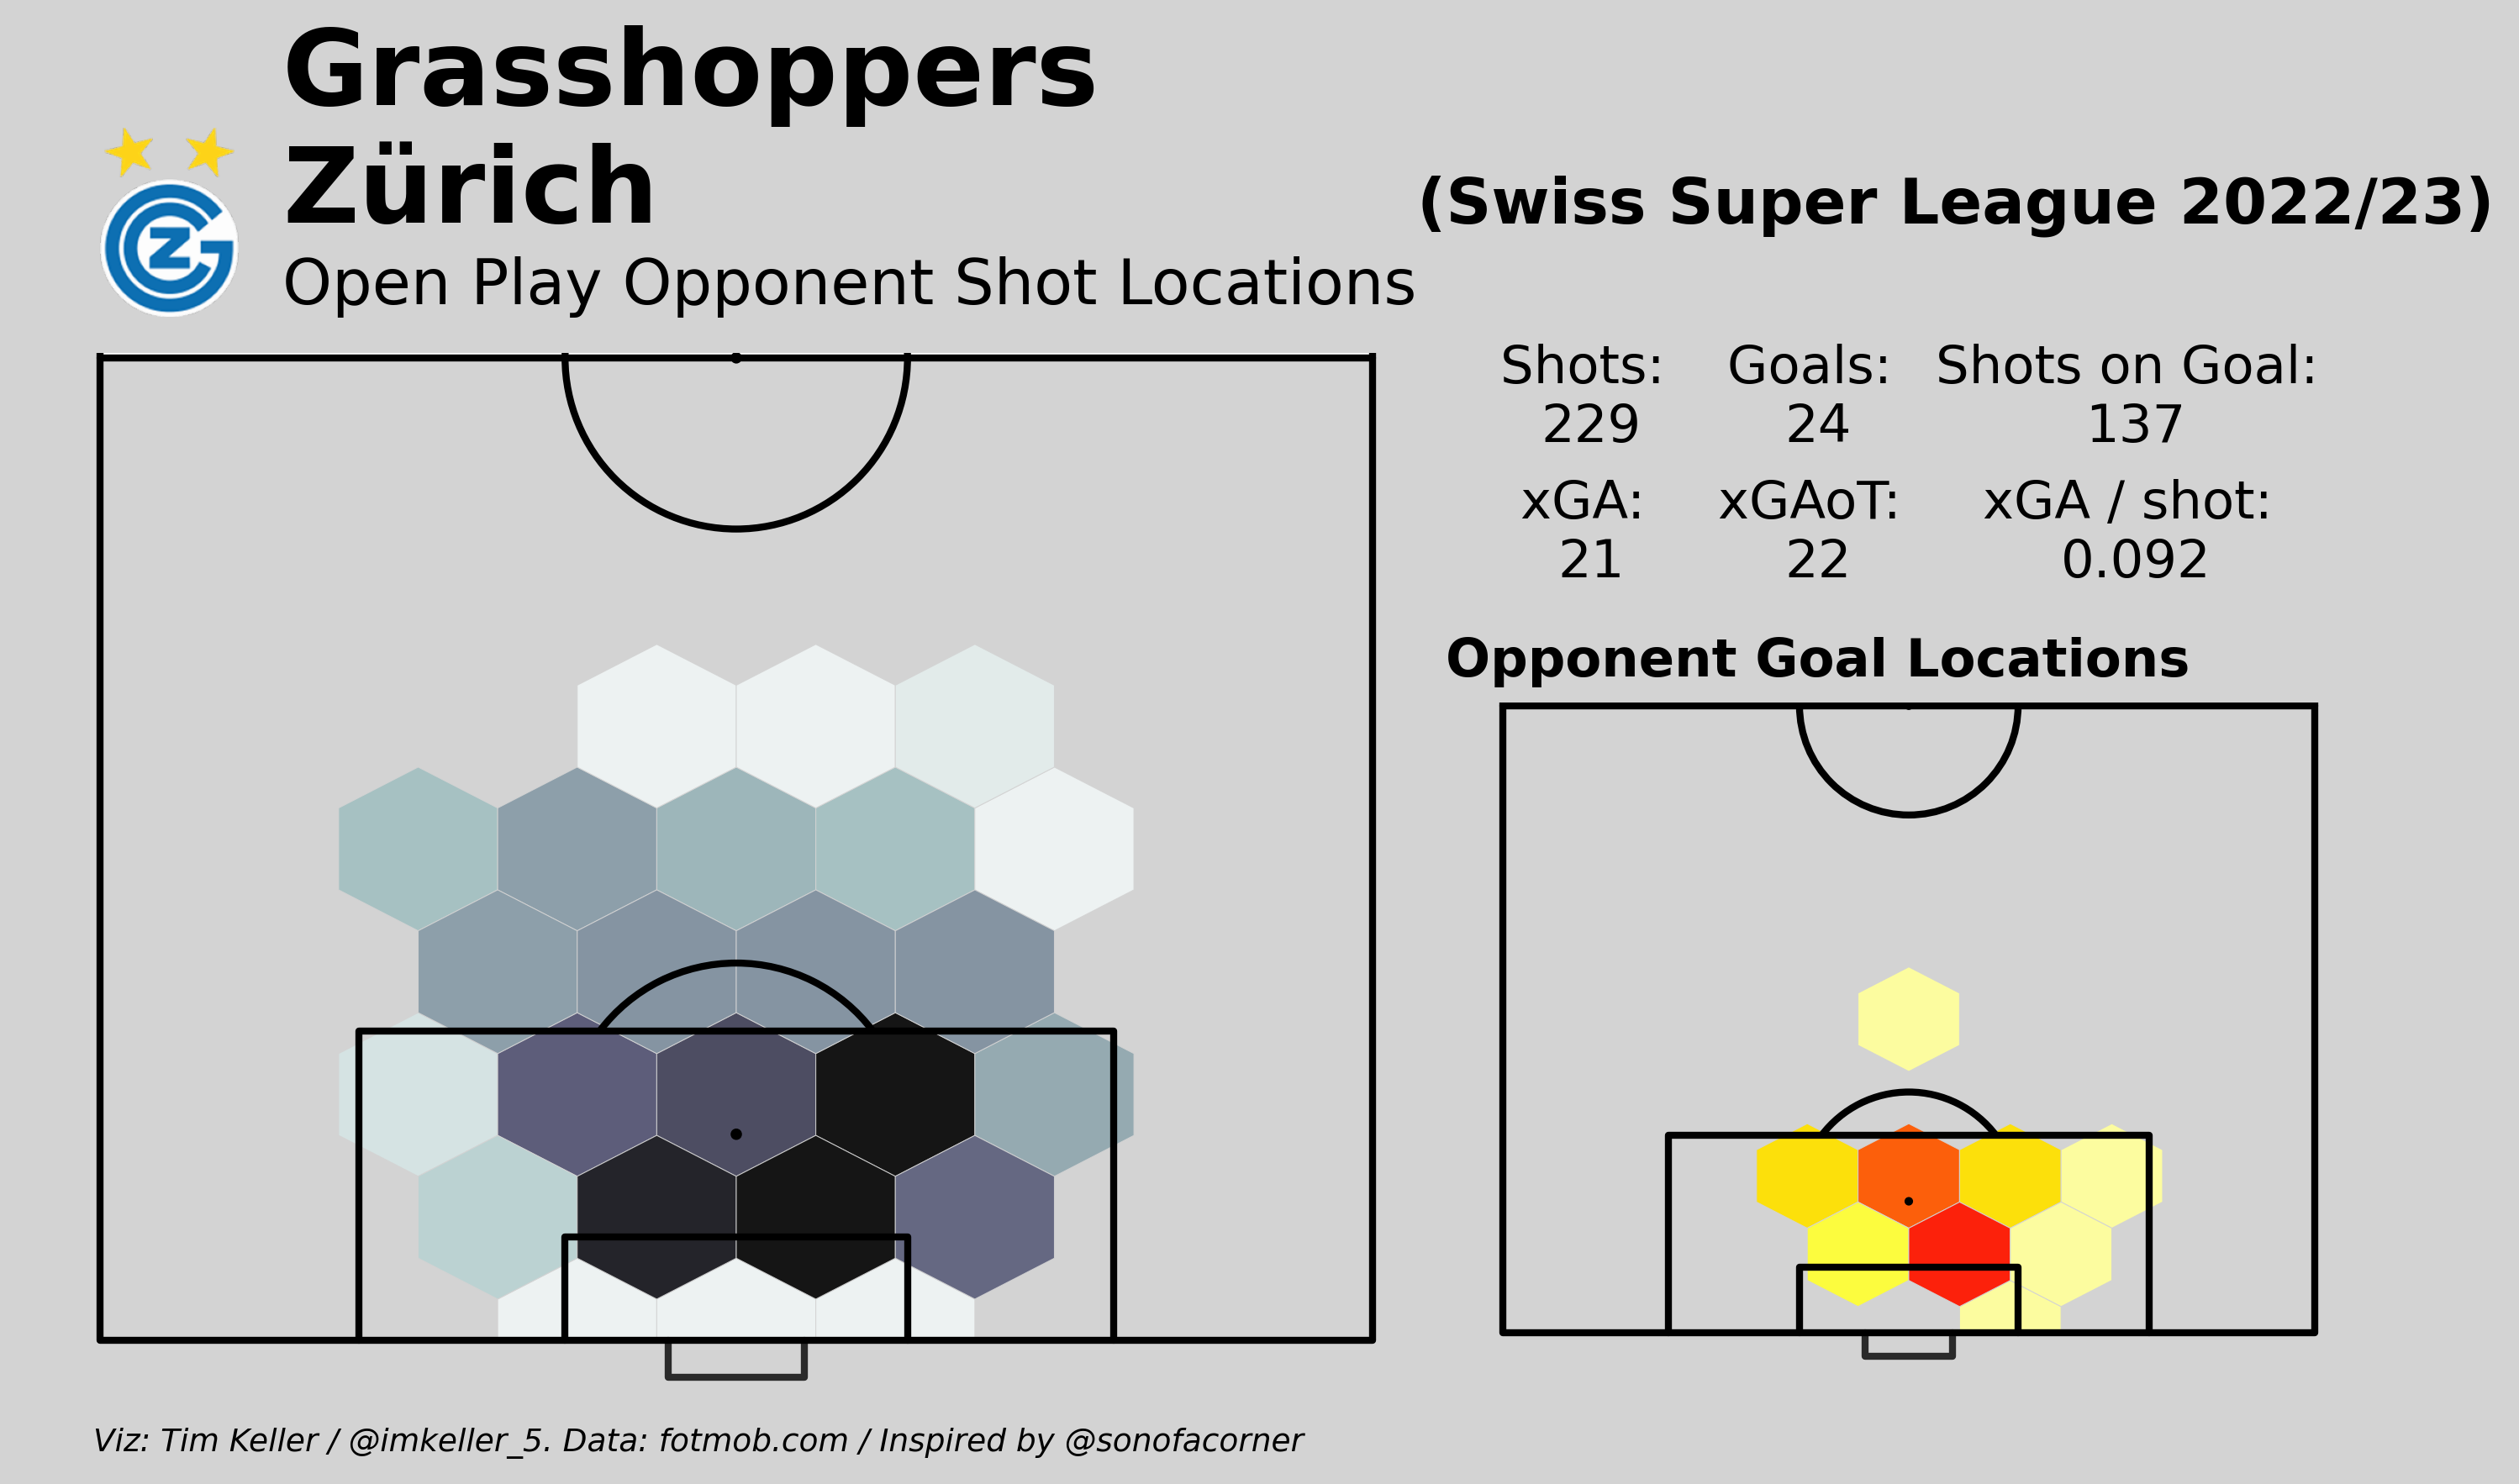 Grasshoppers
Zürich
(Swiss Super League 2022/23)
Open Play Opponent Shot Locations
GCZ
Shots: Goals: Shots on Goal:
229 24 137
xGA: xGAoT: xGA / shot:
21 22 0.092
Opponent Goal Locations
Viz: Tim Keller / @imkeller_5. Data: fotmob.com / Inspired by @sonofacorner